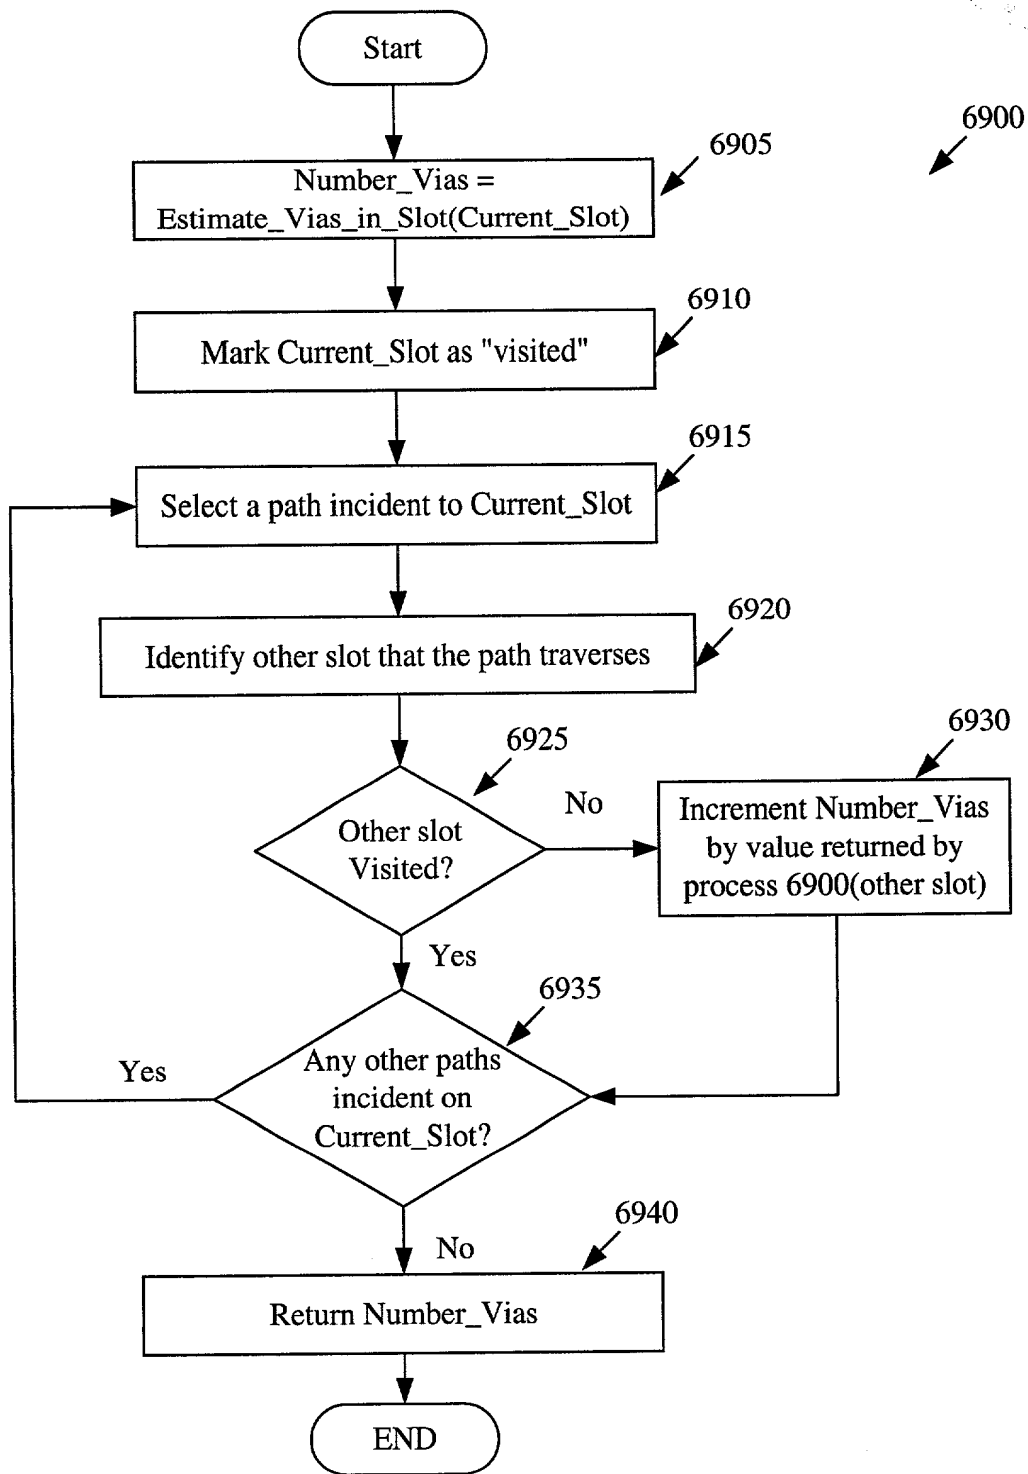 Start
6900
6905
Number_Vias =
Estimate_Vias_in_Slot(Current_Slot)
6910
Mark Current_Slot as "visited"
6915
Select a path incident to Current_Slot
6920
Identify other slot that the path traverses
6925
Other slot
Visited?
No
6930
Increment Number_Vias
by value returned by
process 6900(other slot)
Yes
6935
Any other paths
incident on
Current_Slot?
Yes
No
6940
Return Number_Vias
END